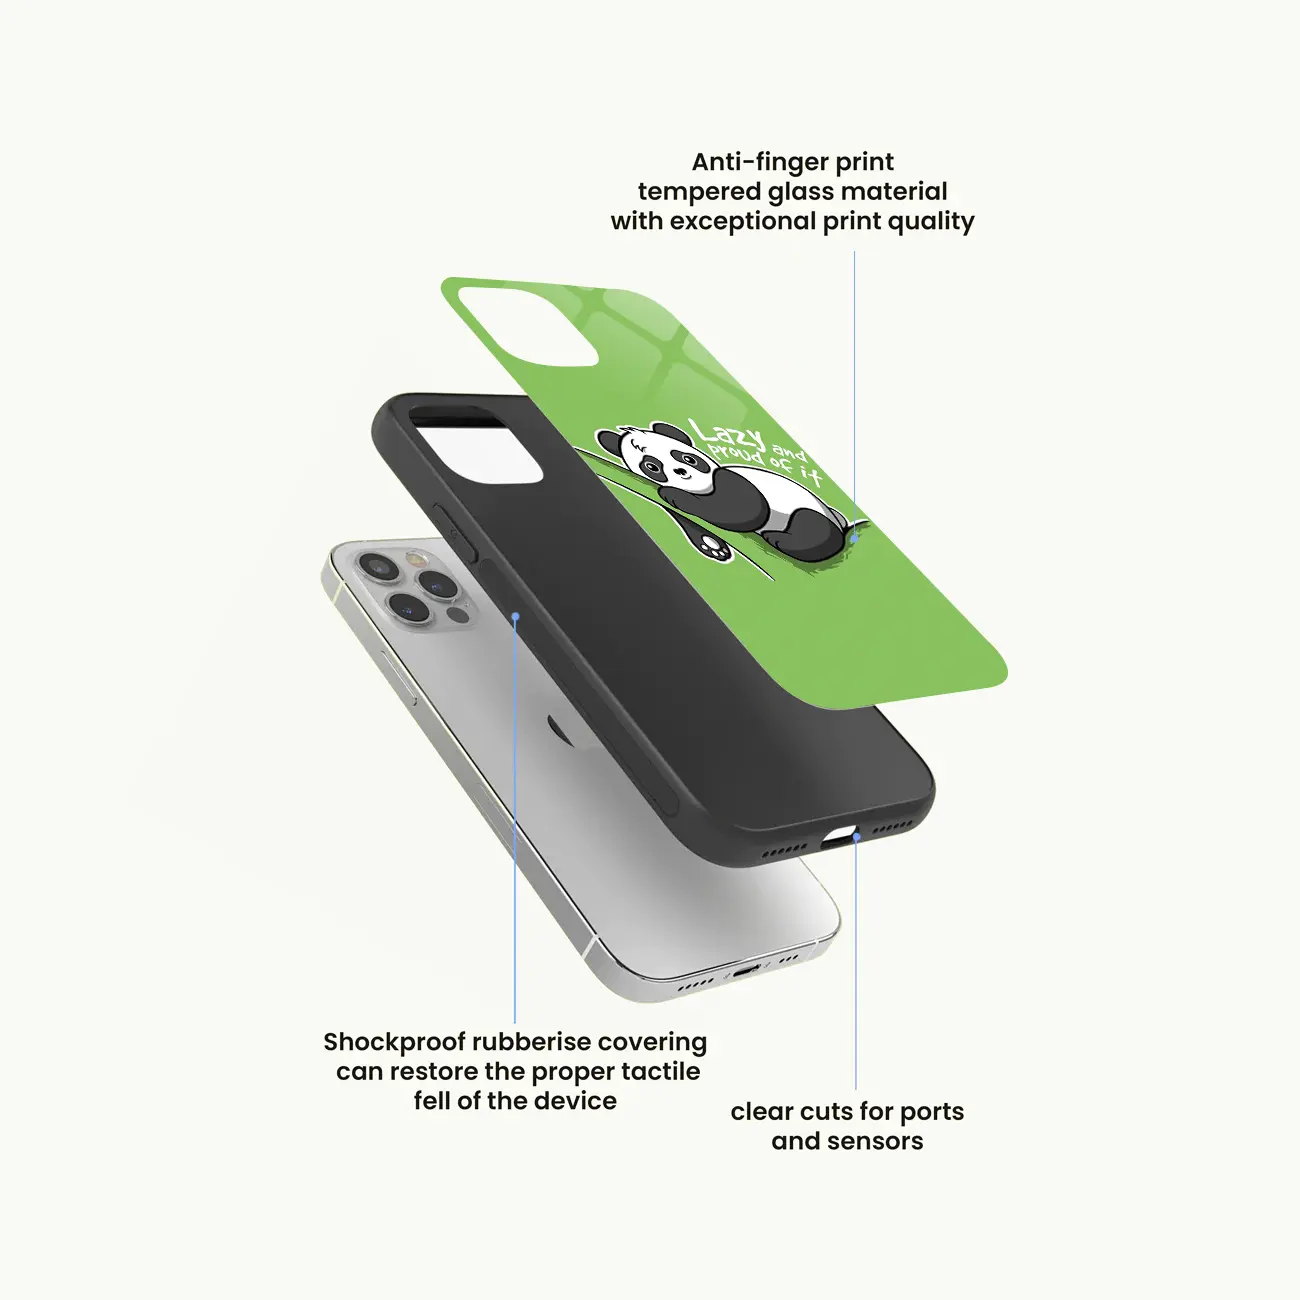 Anti-finger print
tempered glass material
with exceptional print quality
Lazy and
proud of it
Shockproof rubberise covering
can restore the proper tactile
fell of the device
clear cuts for ports
and sensors